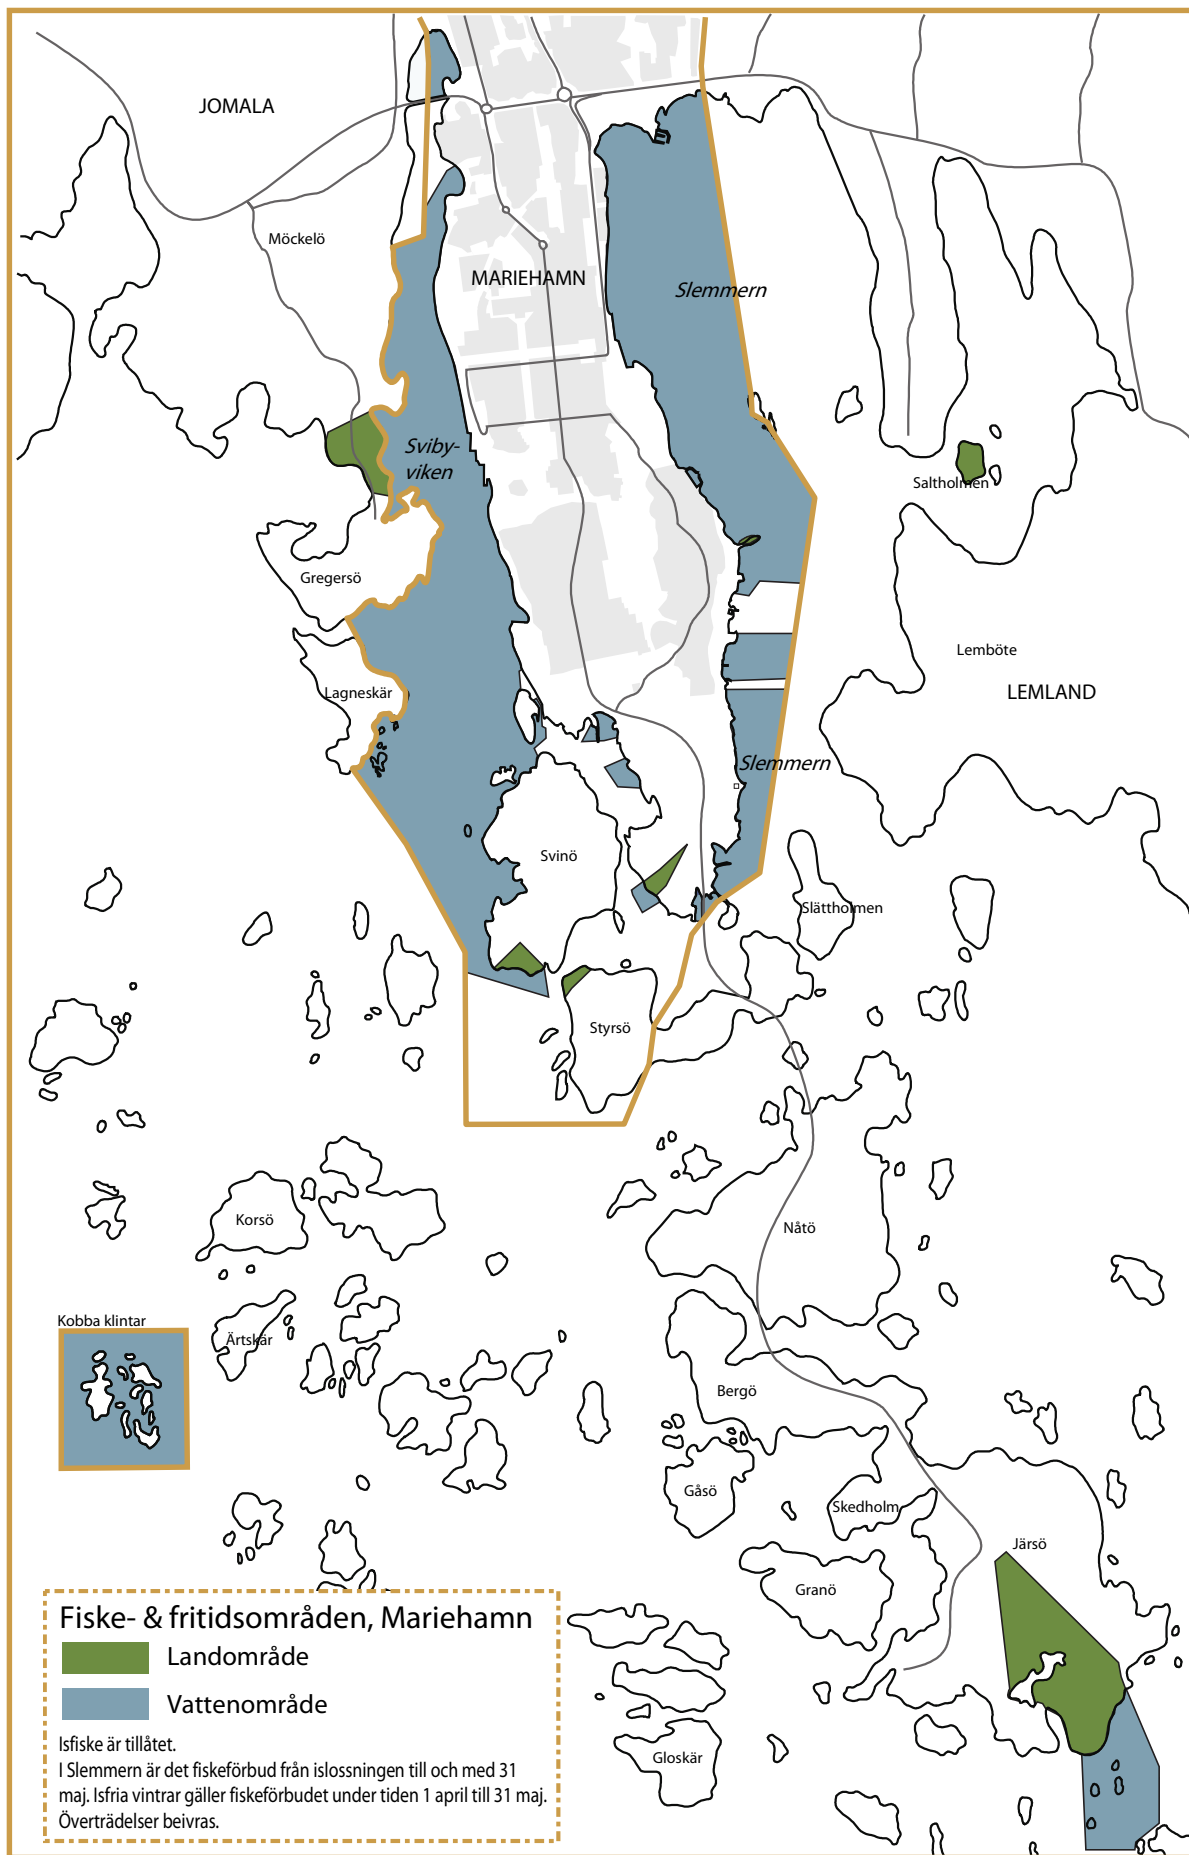 JOMALA
Möckelö
MARIEHAMN
Slemmern
Sviby-
viken
Saltholmen
Gregersö
Lemböte
Lagneskär
LEMLAND
Slemmern
Svinö
Slättholmen
Styrsö
Korsö
Nåtö
Kobba klintar
Ärtskär
Bergö
Gåsö
Skedholm
Järsö
Granö
Gloskär
Fiske- & fritidsområden, Mariehamn
Landområde
Vattenområde
Isfiske är tillåtet.
I Slemmern är det fiskeförbud från islossningen till och med 31
maj. Isfria vintrar gäller fiskeförbudet under tiden 1 april till 31 maj.
Överträdelser beivras.